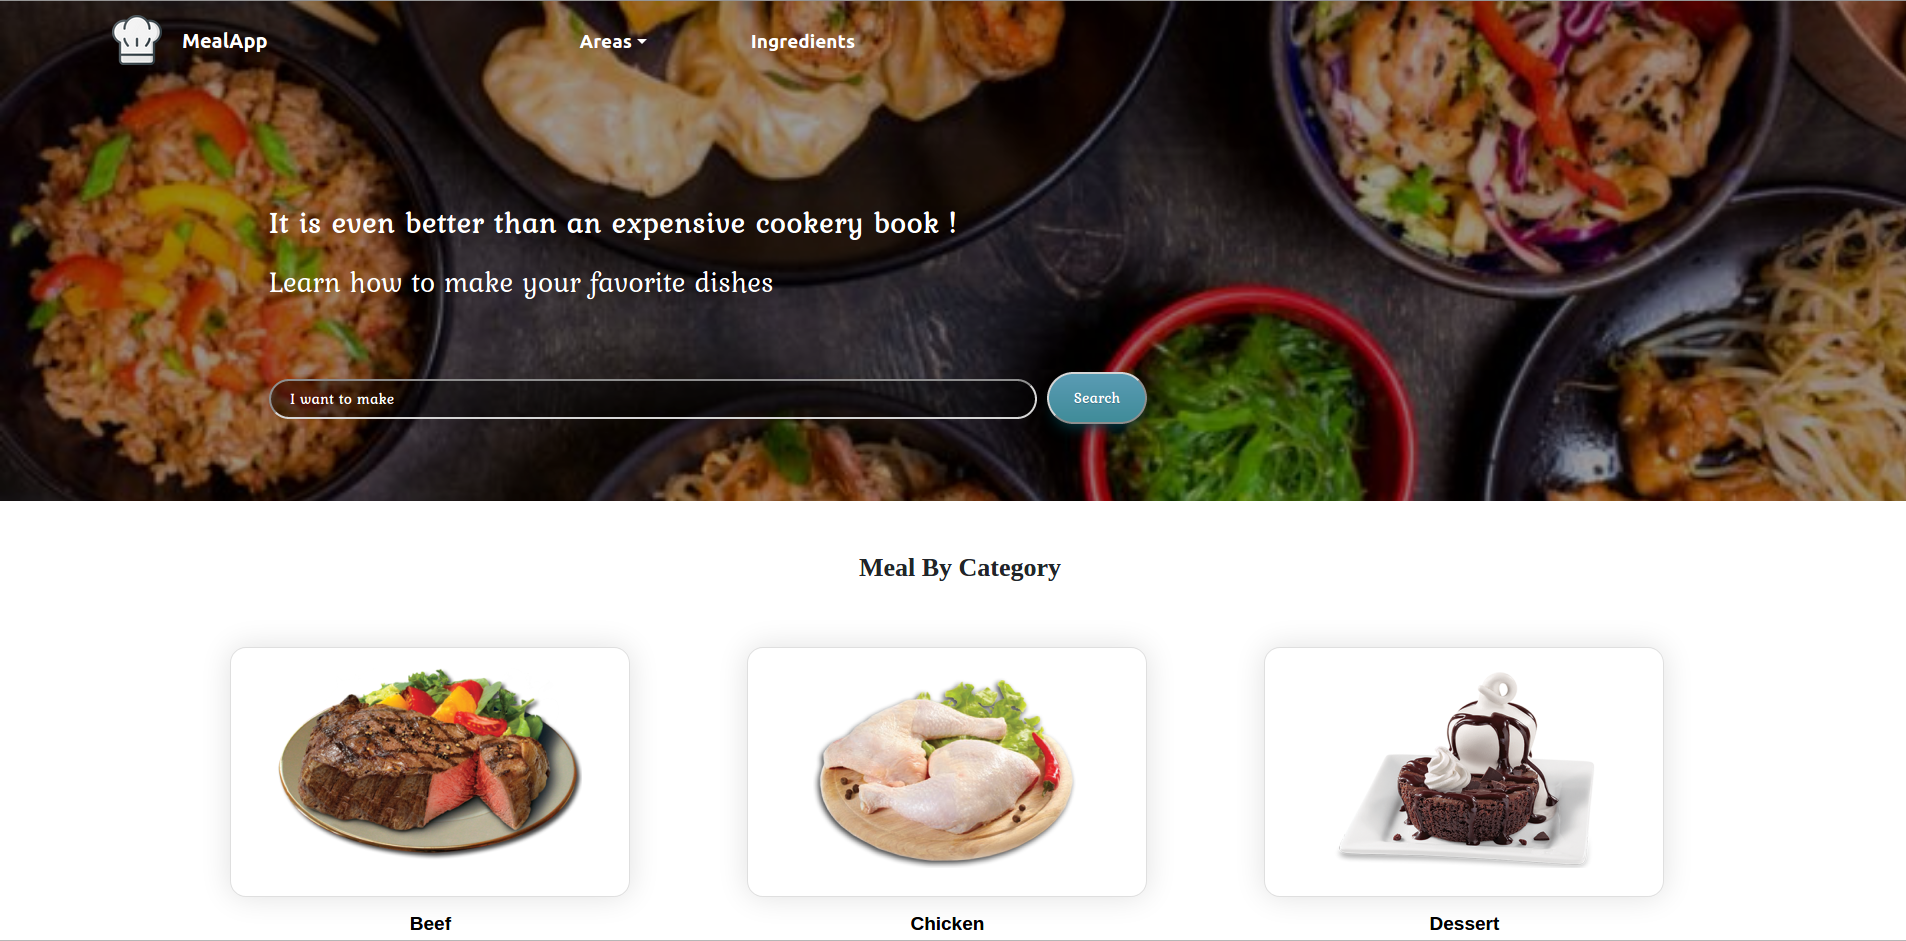 MealApp
Areas
Ingredients
It is even better than an expensive cookery book !
Learn how to make your favorite dishes
I want to make
Search
Meal By Category
Beef
Chicken
Dessert